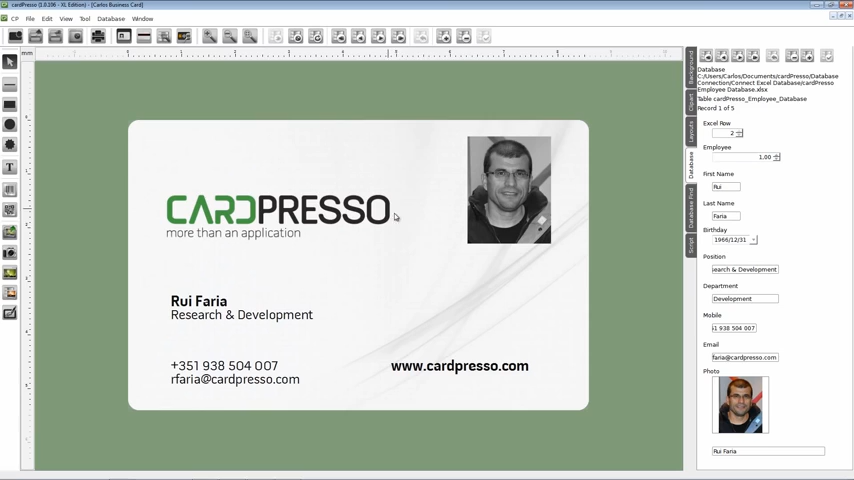 cardPresso (1.0.106 - XL Edition) - [Carlos Business Card]
CP File Edit View Tool Database Window
mm
CARDPRESSO
more than an application
Rui Faria
Research & Development
+351 938 504 007
rfaria@cardpresso.com
www.cardpresso.com
Background
Clipart
Layouts
Database
Database Find
Script
Database
C:/Users/Carlos/Documents/cardPresso/Database
Connection/Connect Excel Database/cardPresso
Employee Database.xlsx
Table cardPresso_Employee_Database
Record 1 of 5
Excel Row
2
Employee
1,00
First Name
Rui
Last Name
Faria
Birthday
1966/12/31
Position
esearch & Development
Department
Development
Mobile
51 938 504 007
Email
faria@cardpresso.com
Photo
Rui Faria